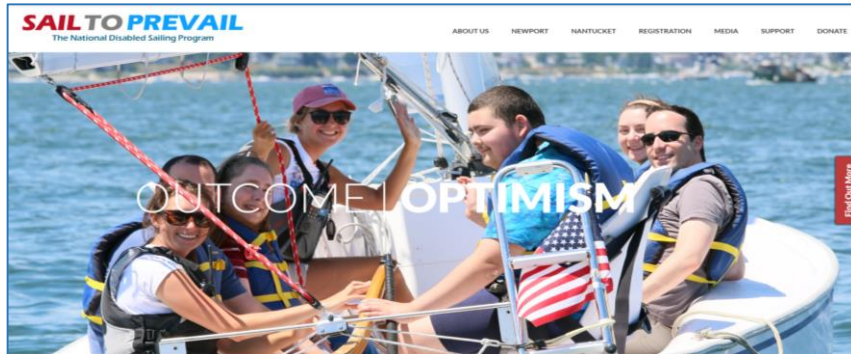 SAIL TO PREVAIL
The National Disabled Sailing Program
ABOUT US NEWPORT NANTUCKET REGISTRATION MEDIA SUPPORT DONATE
OUTCOME | OPTIMISM
Find Out More